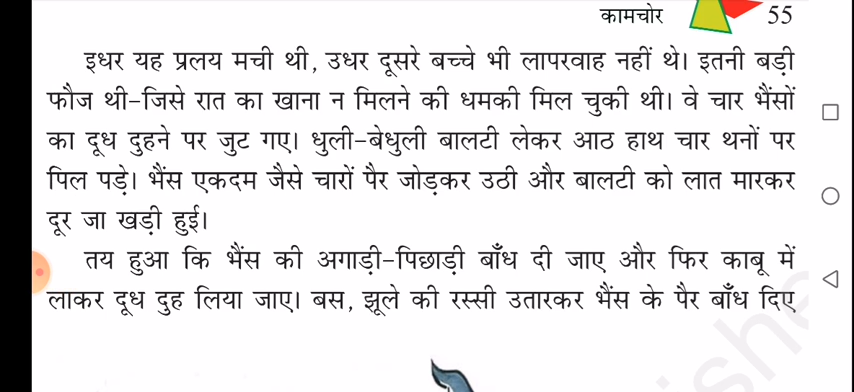 कामचोर 55
इधर यह प्रलय मची थी, उधर दूसरे बच्चे भी लापरवाह नहीं थे। इतनी बड़ी
फौज थी-जिसे रात का खाना न मिलने की धमकी मिल चुकी थी। वे चार भैंसों
का दूध दुहने पर जुट गए। धुली-बेधुली बालटी लेकर आठ हाथ चार थनों पर
पिल पड़े। भैंस एकदम जैसे चारों पैर जोड़कर उठी और बालटी को लात मारकर
दूर जा खड़ी हुई।
तय हुआ कि भैंस की अगाड़ी-पिछाड़ी बाँध दी जाए और फिर काबू में
लाकर दूध दुह लिया जाए। बस, झूले की रस्सी उतारकर भैंस के पैर बाँध दिए